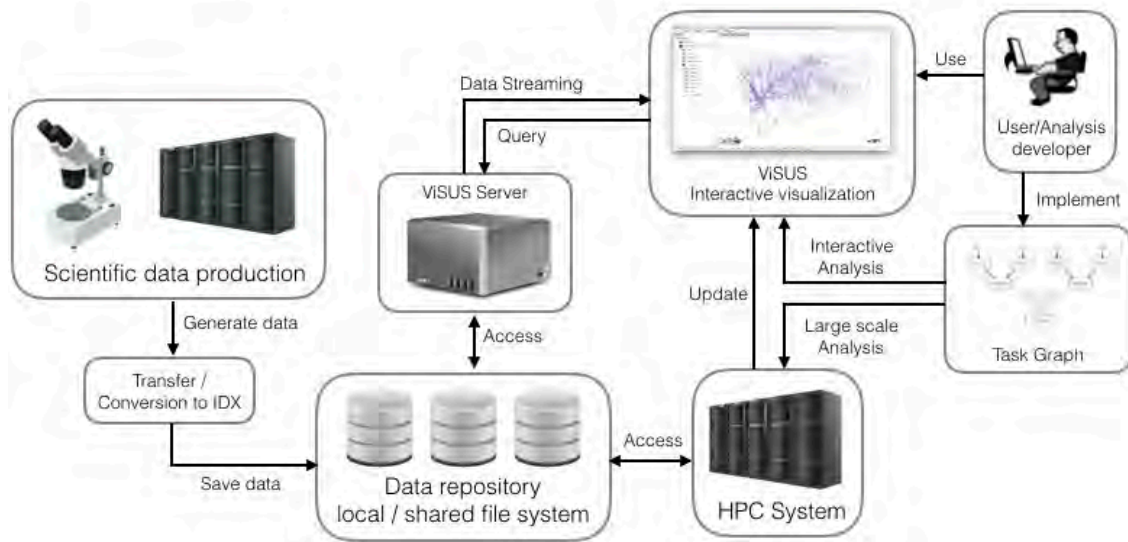 Use
User/Analysis
developer
Data Streaming
Query
ViSUS
Interactive visualization
ViSUS Server
Implement
Scientific data production
Interactive
Analysis
Update
Generate data
Access
Large scale
Analysis
Task Graph
Transfer /
Conversion to IDX
Access
Save data
Data repository
local / shared file system
HPC System